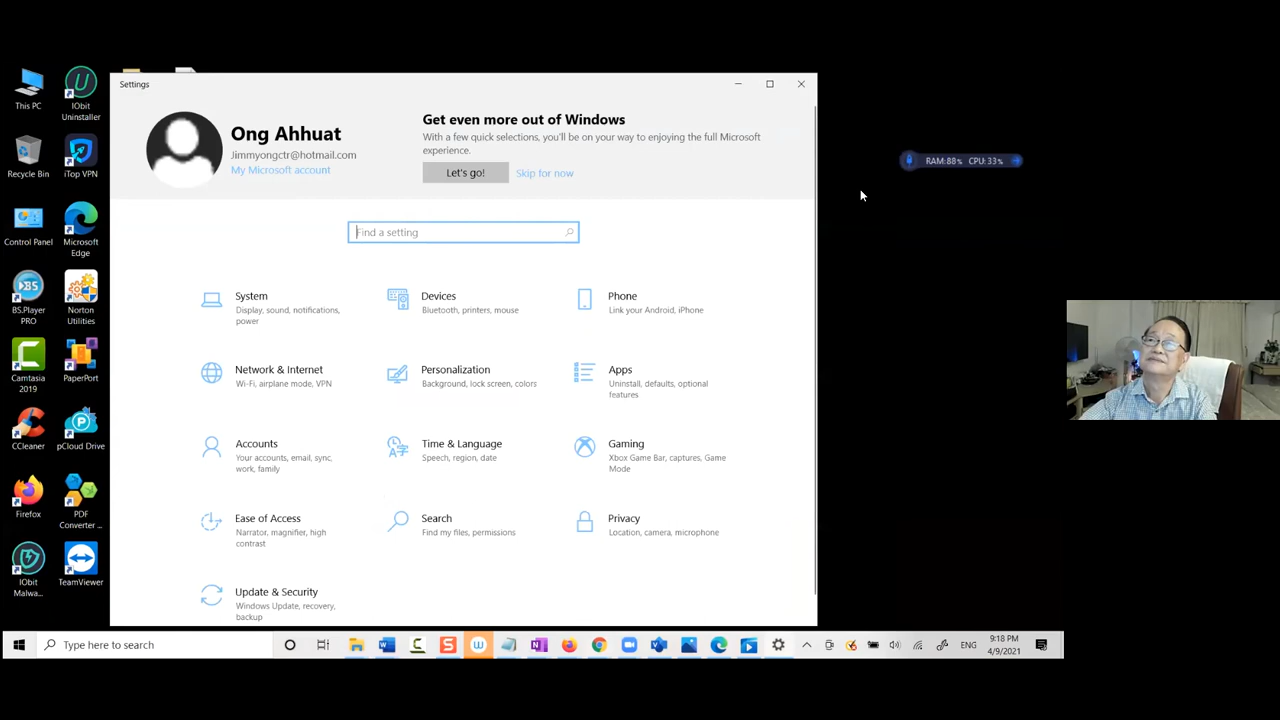 This PC
IObit
Uninstaller
Recycle Bin
iTop VPN
Control Panel
Microsoft
Edge
BS.Player
PRO
Norton
Utilities
Camtasia
2019
PaperPort
CCleaner
pCloud Drive
Firefox
PDF
Converter ...
IObit
Malwa...
TeamViewer
Settings
Ong Ahhuat
Jimmyongctr@hotmail.com
My Microsoft account
Get even more out of Windows
With a few quick selections, you'll be on your way to enjoying the full Microsoft
experience.
Let's go!
Skip for now
Find a setting
System
Display, sound, notifications,
power
Devices
Bluetooth, printers, mouse
Phone
Link your Android, iPhone
Network & Internet
Wi-Fi, airplane mode, VPN
Personalization
Background, lock screen, colors
Apps
Uninstall, defaults, optional
features
Accounts
Your accounts, email, sync,
work, family
Time & Language
Speech, region, date
Gaming
Xbox Game Bar, captures, Game
Mode
Ease of Access
Narrator, magnifier, high
contrast
Search
Find my files, permissions
Privacy
Location, camera, microphone
Update & Security
Windows Update, recovery,
backup
RAM:88% CPU:33%
Type here to search
ENG
9:18 PM
4/9/2021